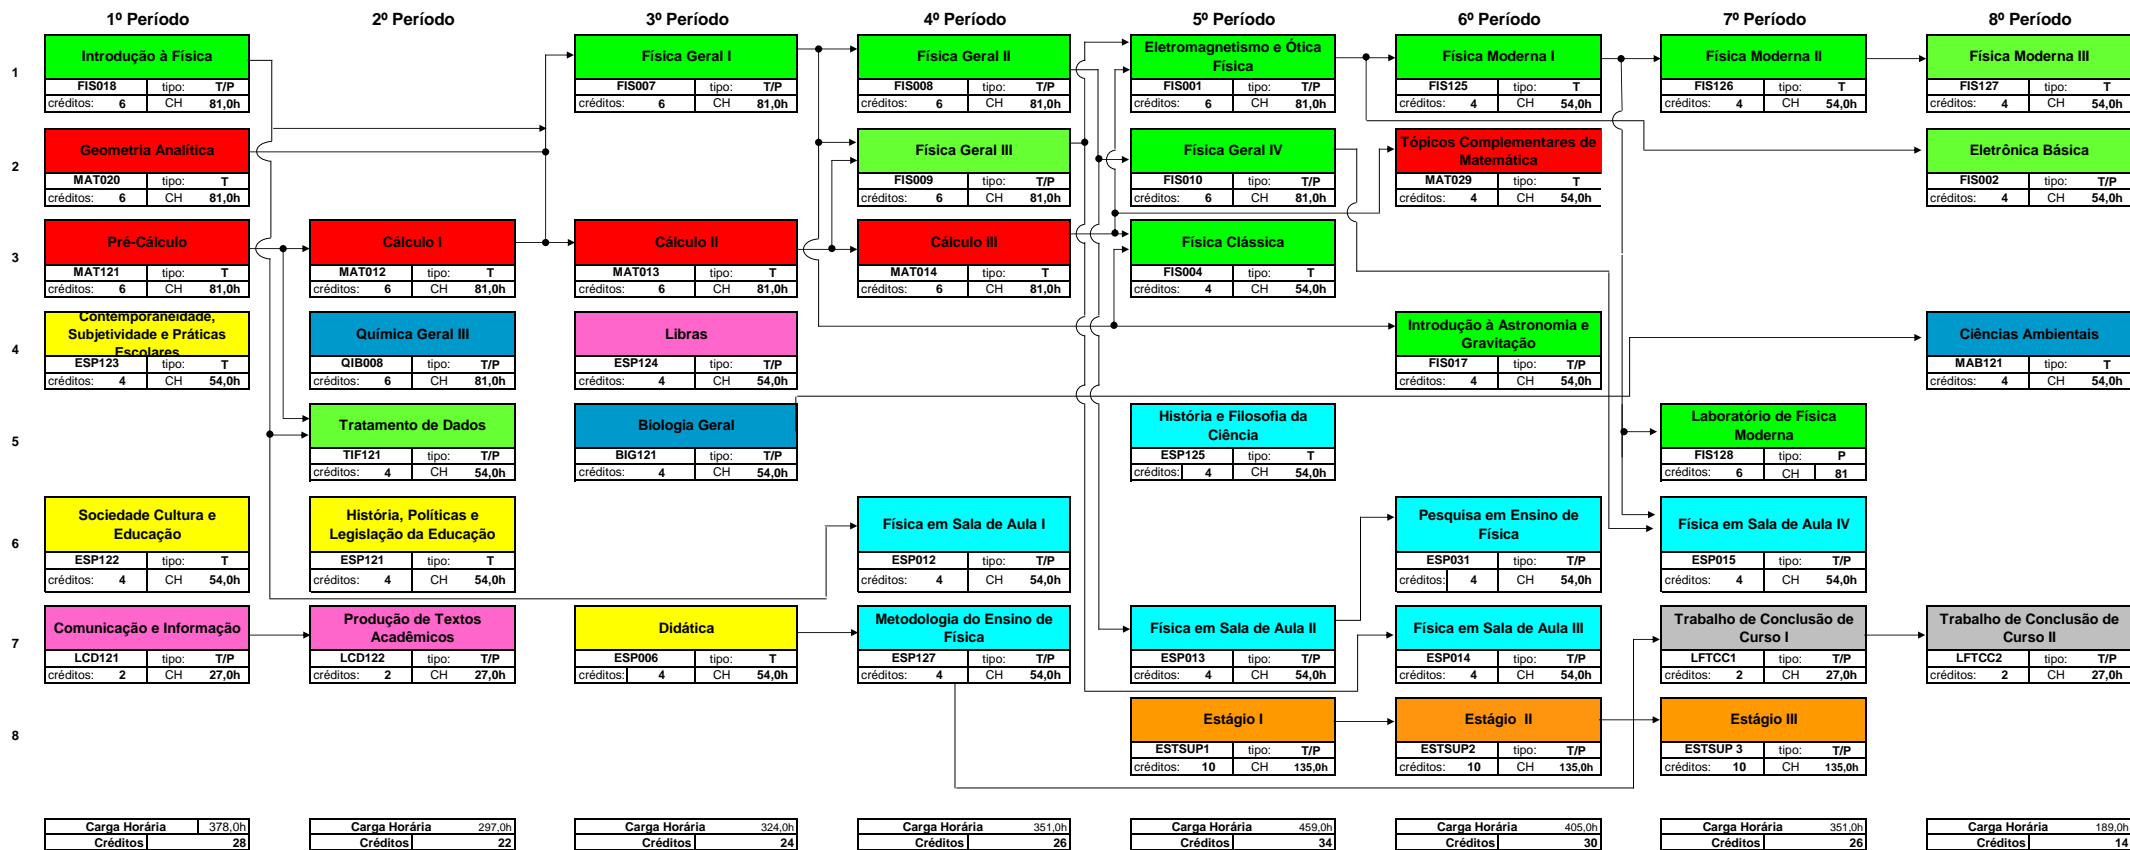 1º Período 2º Período 3º Período 4º Período 5º Período 6º Período 7º Período 8º Período
1
Introdução à Física
FIS018 tipo: T/P
créditos: 6 CH 81,0h
Física Geral I
FIS007 tipo: T/P
créditos: 6 CH 81,0h
Física Geral II
FIS008 tipo: T/P
créditos: 6 CH 81,0h
Eletromagnetismo e Ótica
Física
FIS001 tipo: T/P
créditos: 6 CH 81,0h
Física Moderna I
FIS125 tipo: T
créditos: 4 CH 54,0h
Física Moderna II
FIS126 tipo: T
créditos: 4 CH 54,0h
Física Moderna III
FIS127 tipo: T
créditos: 4 CH 54,0h
2
Geometria Analítica
MAT020 tipo: T
créditos: 6 CH 81,0h
Física Geral III
FIS009 tipo: T/P
créditos: 6 CH 81,0h
Física Geral IV
FIS010 tipo: T/P
créditos: 6 CH 81,0h
Tópicos Complementares de
Matemática
MAT029 tipo: T
créditos: 4 CH 54,0h
Eletrônica Básica
FIS002 tipo: T/P
créditos: 4 CH 54,0h
3
Pré-Cálculo
MAT121 tipo: T
créditos: 6 CH 81,0h
Cálculo I
MAT012 tipo: T
créditos: 6 CH 81,0h
Cálculo II
MAT013 tipo: T
créditos: 6 CH 81,0h
Cálculo III
MAT014 tipo: T
créditos: 6 CH 81,0h
Física Clássica
FIS004 tipo: T
créditos: 4 CH 54,0h
4
Contemporaneidade,
Subjetividade e Práticas
Escolares
ESP123 tipo: T
créditos: 4 CH 54,0h
Química Geral III
QIB008 tipo: T/P
créditos: 6 CH 81,0h
Libras
ESP124 tipo: T/P
créditos: 4 CH 54,0h
Introdução à Astronomia e
Gravitação
FIS017 tipo: T/P
créditos: 4 CH 54,0h
Ciências Ambientais
MAB121 tipo: T
créditos: 4 CH 54,0h
5
Tratamento de Dados
TIF121 tipo: T/P
créditos: 4 CH 54,0h
Biologia Geral
BIG121 tipo: T/P
créditos: 4 CH 54,0h
História e Filosofia da
Ciência
ESP125 tipo: T
créditos: 4 CH 54,0h
Laboratório de Física
Moderna
FIS128 tipo: P
créditos: 6 CH 81
6
Sociedade Cultura e
Educação
ESP122 tipo: T
créditos: 4 CH 54,0h
História, Políticas e
Legislação da Educação
ESP121 tipo: T
créditos: 4 CH 54,0h
Física em Sala de Aula I
ESP012 tipo: T/P
créditos: 4 CH 54,0h
Pesquisa em Ensino de
Física
ESP031 tipo: T/P
créditos: 4 CH 54,0h
Física em Sala de Aula IV
ESP015 tipo: T/P
créditos: 4 CH 54,0h
7
Comunicação e Informação
LCD121 tipo: T/P
créditos: 2 CH 27,0h
Produção de Textos
Acadêmicos
LCD122 tipo: T/P
créditos: 2 CH 27,0h
Didática
ESP006 tipo: T
créditos: 4 CH 54,0h
Metodologia do Ensino de
Física
ESP127 tipo: T/P
créditos: 4 CH 54,0h
Física em Sala de Aula II
ESP013 tipo: T/P
créditos: 4 CH 54,0h
Física em Sala de Aula III
ESP014 tipo: T/P
créditos: 4 CH 54,0h
Trabalho de Conclusão de
Curso I
LFTCC1 tipo: T/P
créditos: 2 CH 27,0h
Trabalho de Conclusão de
Curso II
LFTCC2 tipo: T/P
créditos: 2 CH 27,0h
8
Estágio I
ESTSUP1 tipo: T/P
créditos: 10 CH 135,0h
Estágio II
ESTSUP2 tipo: T/P
créditos: 10 CH 135,0h
Estágio III
ESTSUP 3 tipo: T/P
créditos: 10 CH 135,0h
Carga Horária 378,0h
Créditos 28
Carga Horária 297,0h
Créditos 22
Carga Horária 324,0h
Créditos 24
Carga Horária 351,0h
Créditos 26
Carga Horária 459,0h
Créditos 34
Carga Horária 405,0h
Créditos 30
Carga Horária 351,0h
Créditos 26
Carga Horária 189,0h
Créditos 14